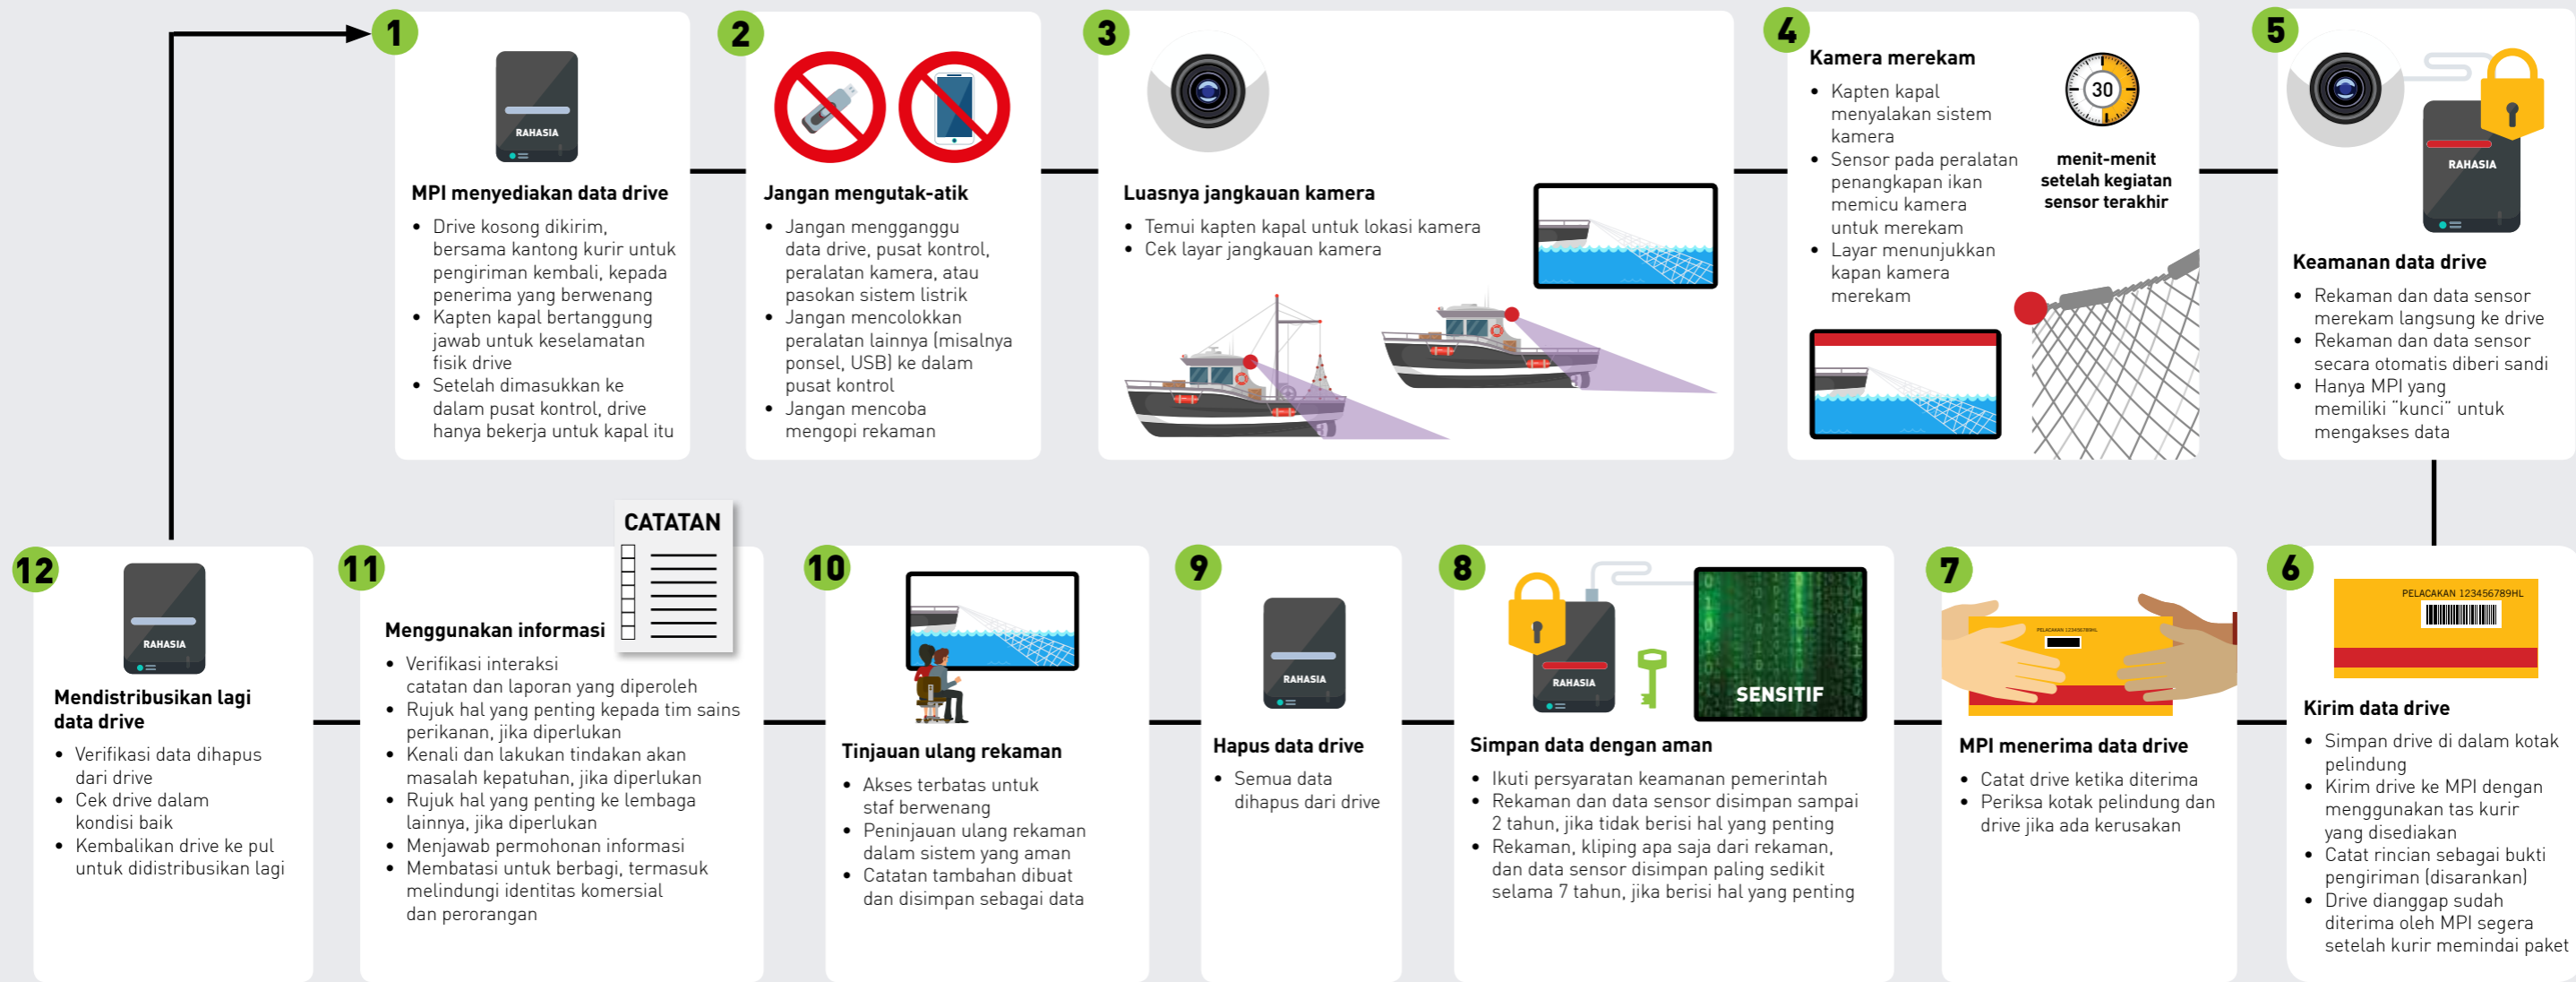 1
RAHASIA
MPI menyediakan data drive
• Drive kosong dikirim,
bersama kantong kurir untuk
pengiriman kembali, kepada
penerima yang berwenang
• Kapten kapal bertanggung
jawab untuk keselamatan
fisik drive
• Setelah dimasukkan ke
dalam pusat kontrol, drive
hanya bekerja untuk kapal itu
2
Jangan mengutak-atik
• Jangan mengganggu
data drive, pusat kontrol,
peralatan kamera, atau
pasokan sistem listrik
• Jangan mencolokkan
peralatan lainnya (misalnya
ponsel, USB) ke dalam
pusat kontrol
• Jangan mencoba
mengopi rekaman
3
Luasnya jangkauan kamera
• Temui kapten kapal untuk lokasi kamera
• Cek layar jangkauan kamera
4
Kamera merekam
• Kapten kapal
menyalakan sistem
kamera
• Sensor pada peralatan
penangkapan ikan
memicu kamera
untuk merekam
• Layar menunjukkan
kapan kamera
merekam
30
menit-menit
setelah kegiatan
sensor terakhir
5
RAHASIA
Keamanan data drive
• Rekaman dan data sensor
merekam langsung ke drive
• Rekaman dan data sensor
secara otomatis diberi sandi
• Hanya MPI yang
memiliki "kunci" untuk
mengakses data
6
PELACAKAN 123456789HL
Kirim data drive
• Simpan drive di dalam kotak
pelindung
• Kirim drive ke MPI dengan
menggunakan tas kurir
yang disediakan
• Catat rincian sebagai bukti
pengiriman (disarankan)
• Drive dianggap sudah
diterima oleh MPI segera
setelah kurir memindai paket
7
PELACAKAN 123456789HL
MPI menerima data drive
• Catat drive ketika diterima
• Periksa kotak pelindung dan
drive jika ada kerusakan
8
RAHASIA
SENSITIF
Simpan data dengan aman
• Ikuti persyaratan keamanan pemerintah
• Rekaman dan data sensor disimpan sampai
2 tahun, jika tidak berisi hal yang penting
• Rekaman, kliping apa saja dari rekaman,
dan data sensor disimpan paling sedikit
selama 7 tahun, jika berisi hal yang penting
9
RAHASIA
Hapus data drive
• Semua data
dihapus dari drive
10
Tinjauan ulang rekaman
• Akses terbatas untuk
staf berwenang
• Peninjauan ulang rekaman
dalam sistem yang aman
• Catatan tambahan dibuat
dan disimpan sebagai data
11
CATATAN
Menggunakan informasi
• Verifikasi interaksi
catatan dan laporan yang diperoleh
• Rujuk hal yang penting kepada tim sains
perikanan, jika diperlukan
• Kenali dan lakukan tindakan akan
masalah kepatuhan, jika diperlukan
• Rujuk hal yang penting ke lembaga
lainnya, jika diperlukan
• Menjawab permohonan informasi
• Membatasi untuk berbagi, termasuk
melindungi identitas komersial
dan perorangan
12
RAHASIA
Mendistribusikan lagi
data drive
• Verifikasi data dihapus
dari drive
• Cek drive dalam
kondisi baik
• Kembalikan drive ke pul
untuk didistribusikan lagi